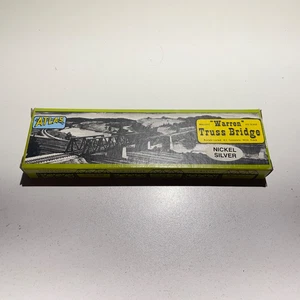 ATLAS
"Warren"
Truss Bridge
NICKEL
SILVER